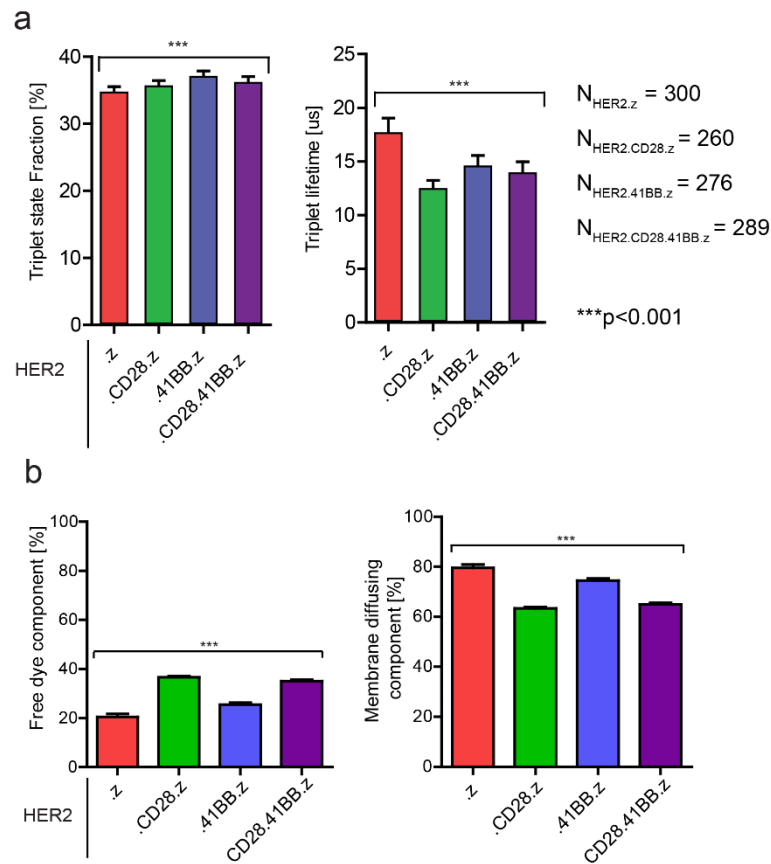 a
Triplet state Fraction [%]
40
30
20
10
0
***
HER2
.z
.CD28.z
.41BB.z
.CD28.41BB.z
Triplet lifetime [us]
25
20
15
10
5
0
***
.z
.CD28.z
.41BB.z
.CD28.41BB.z
NHER2.z = 300
NHER2.CD28.z = 260
NHER2.41BB.z = 276
NHER2.CD28.41BB.z = 289
***p<0.001
b
Free dye component [%]
100
80
60
40
20
0
***
HER2
.z
.CD28.z
.41BB.z
CD28.41BB.z
Membrane diffusing
component [%]
100
80
60
40
20
0
***
.z
.CD28.z
.41BB.z
CD28.41BB.z